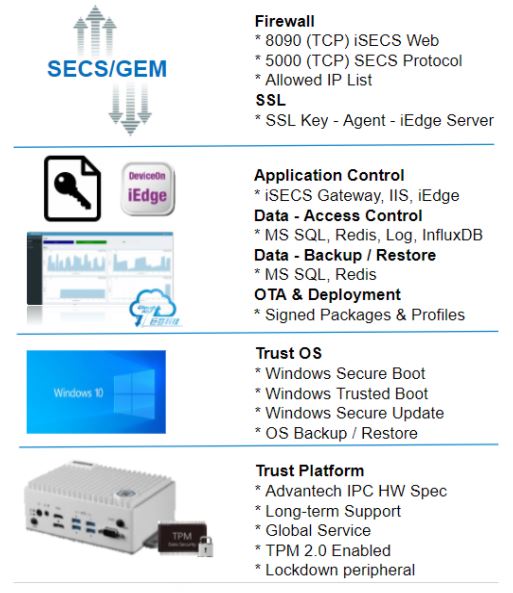 SECS/GEM
Firewall
* 8090 (TCP) iSECS Web
* 5000 (TCP) SECS Protocol
* Allowed IP List
SSL
* SSL Key - Agent - iEdge Server
DeviceOn
iEdge
Application Control
* iSECS Gateway, IIS, iEdge
Data - Access Control
* MS SQL, Redis, Log, InfluxDB
Data - Backup / Restore
* MS SQL, Redis
OTA & Deployment
* Signed Packages & Profiles
Windows 10
Trust OS
* Windows Secure Boot
* Windows Trusted Boot
* Windows Secure Update
* OS Backup / Restore
TPM
Data Security
Trust Platform
* Advantech IPC HW Spec
* Long-term Support
* Global Service
* TPM 2.0 Enabled
* Lockdown peripheral